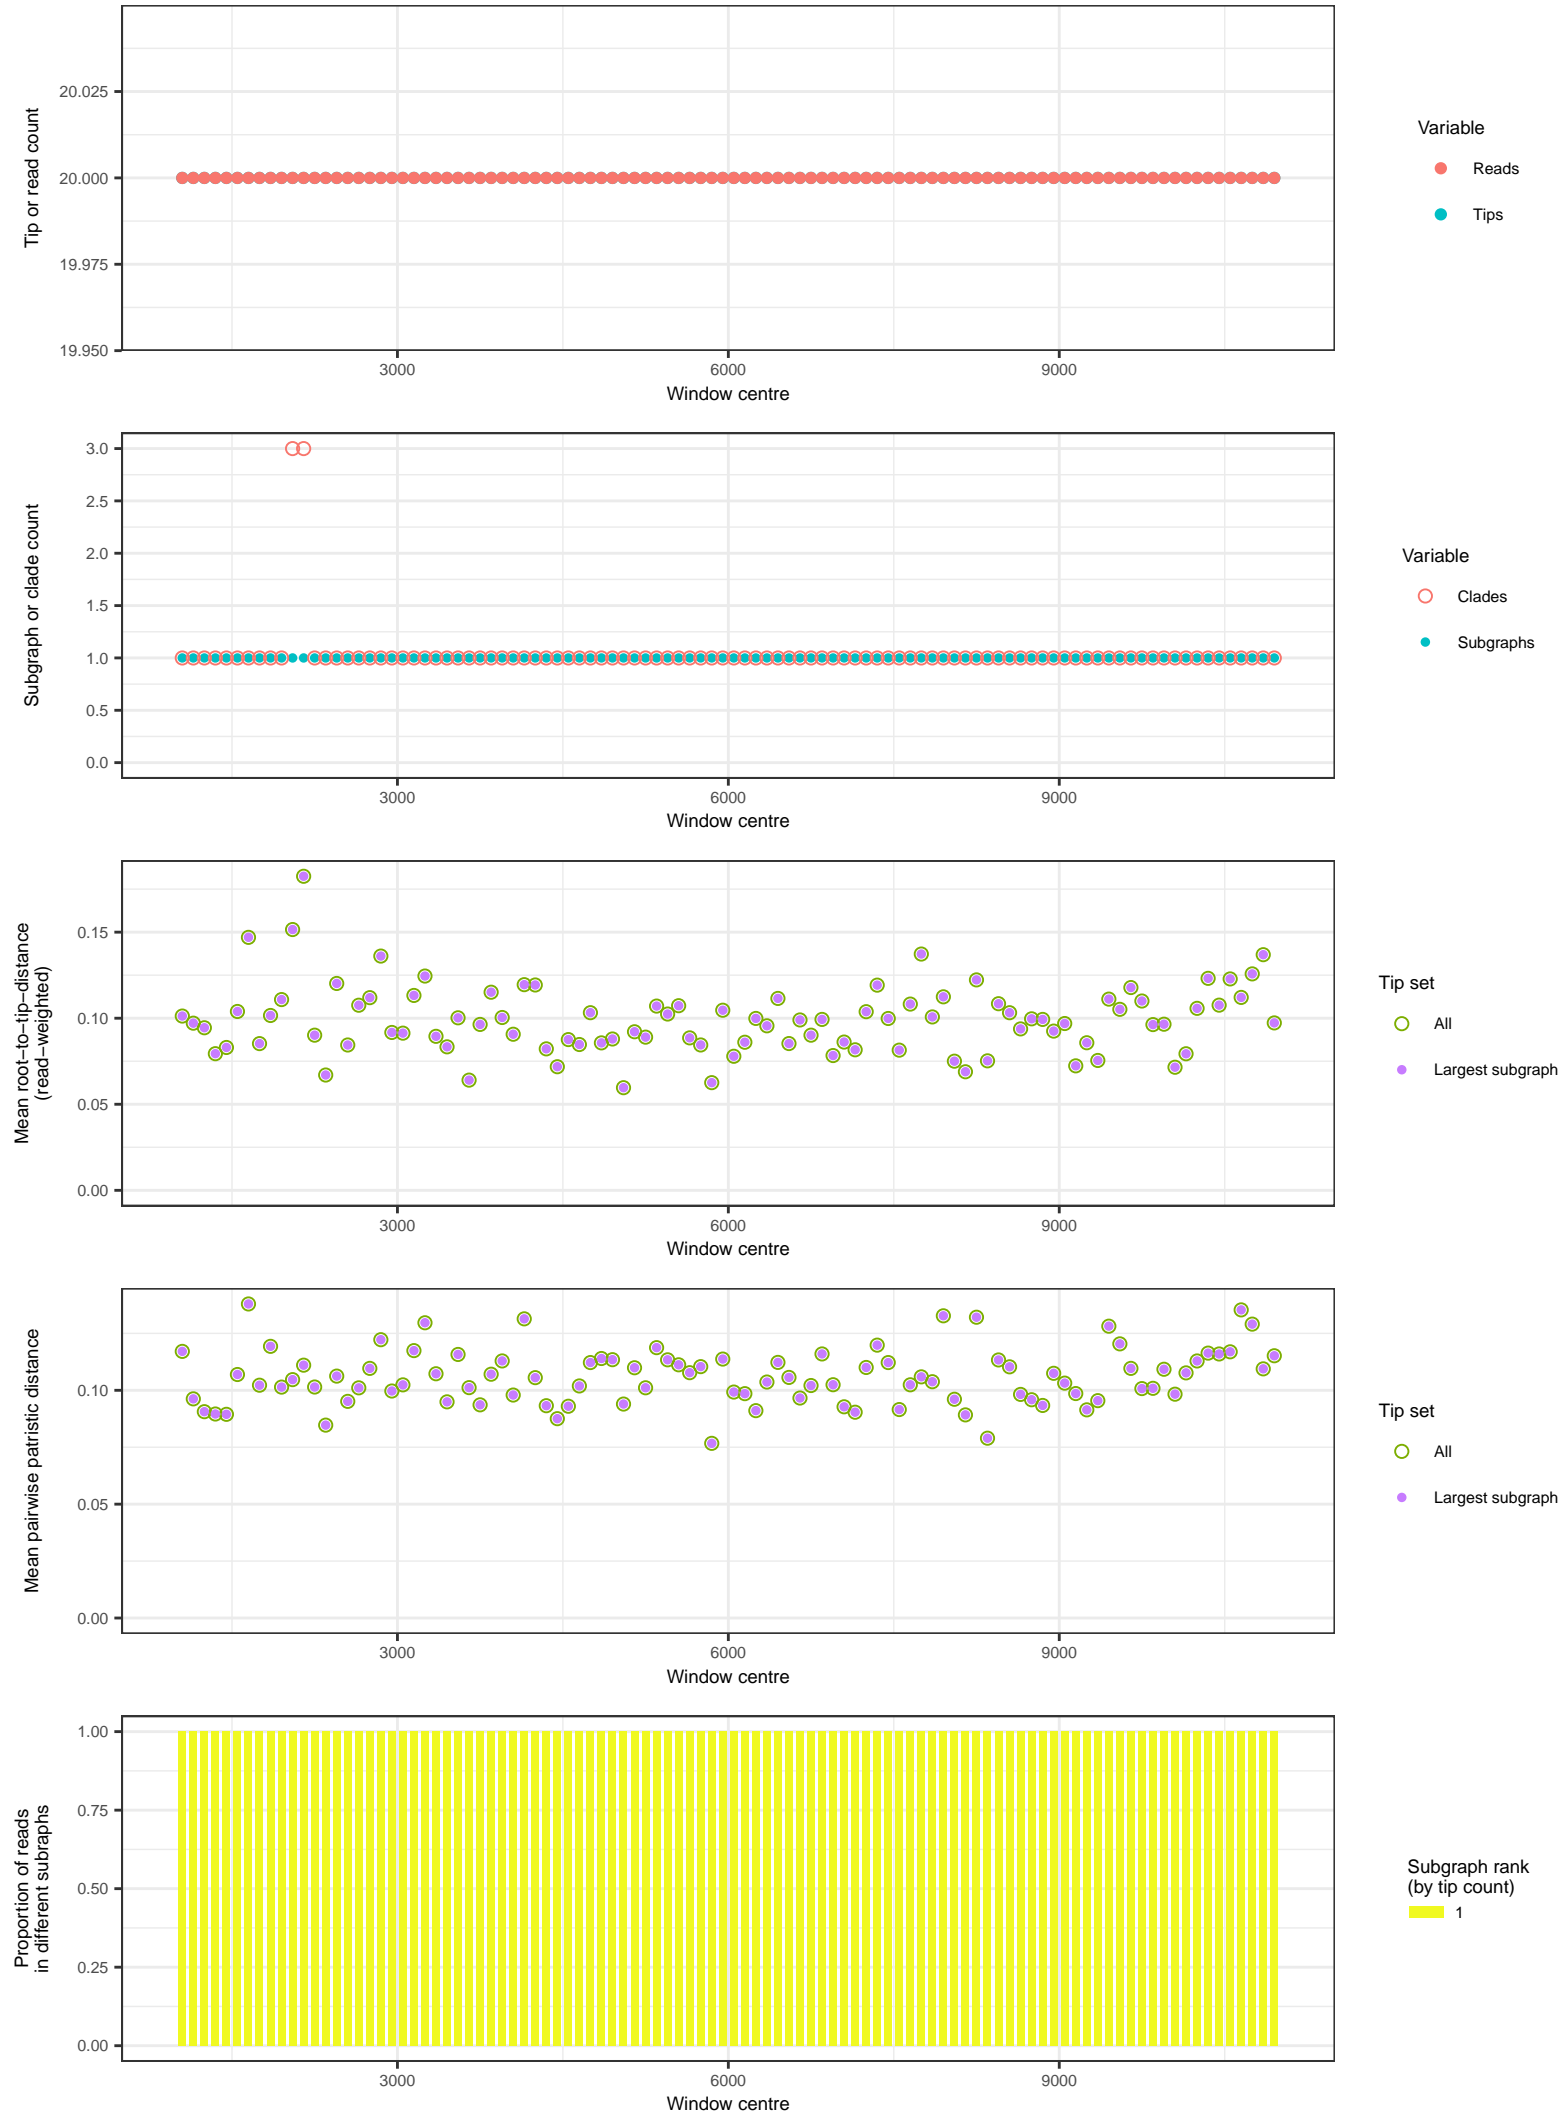 20.025
20.000
19.975
19.950
Tip or read count
3000
6000
9000
Window centre
Variable
Reads
Tips
3.0
2.5
2.0
1.5
1.0
0.5
0.0
Subgraph or clade count
3000
6000
9000
Window centre
Variable
Clades
Subgraphs
0.15
0.10
0.05
0.00
Mean root−to−tip−distance
(read−weighted)
3000
6000
9000
Window centre
Tip set
All
Largest subgraph
0.10
0.05
0.00
Mean pairwise patristic distance
3000
6000
9000
Window centre
Tip set
All
Largest subgraph
1.00
0.75
0.50
0.25
0.00
Proportion of reads
in different subraphs
3000
6000
9000
Window centre
Subgraph rank
(by tip count)
1